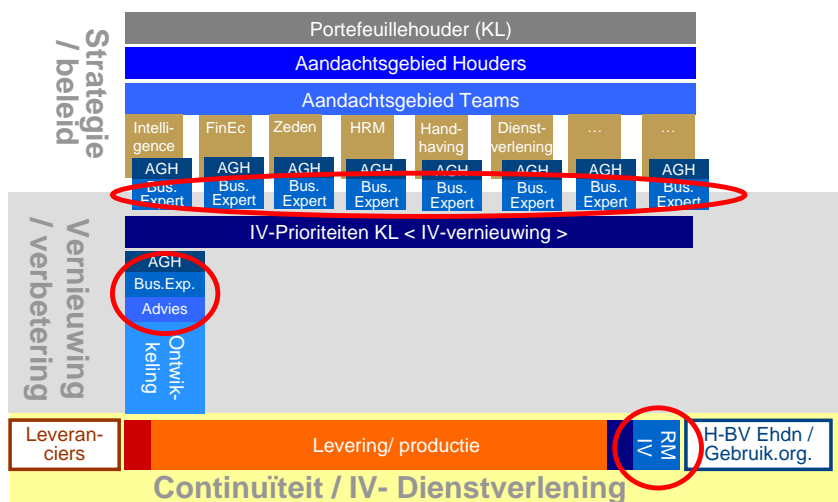 Strategie
/ beleid
Portefeuillehouder (KL)
Aandachtsgebied Houders
Aandachtsgebied Teams
Intelli-
gence
FinEc
Zeden
HRM
Hand-
having
Dienst-
verlening
...
...
AGH
AGH
AGH
AGH
AGH
AGH
AGH
AGH
Bus.
Expert
Bus.
Expert
Bus.
Expert
Bus.
Expert
Bus.
Expert
Bus.
Expert
Bus.
Expert
Bus.
Expert
Vernieuwing
/ verbetering
IV-Prioriteiten KL < IV-vernieuwing >
AGH
Bus.Exp.
Advies
Ontwik-
keling
Leveran-
ciers
Levering/ productie
RM
IV
H-BV Ehdn /
Gebruik.org.
Continuïteit / IV- Dienstverlening